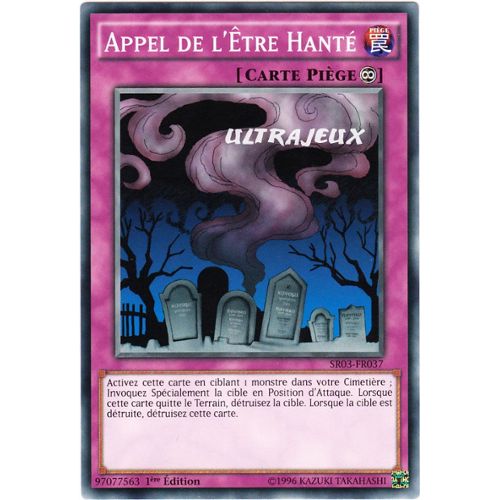 APPEL DE L'ÊTRE HANTÉ
PIÈGE
罠
[CARTE PIÈGE]
ULTRAJEUX
SR03-FR037
Activez cette carte en ciblant 1 monstre dans votre Cimetière ;
Invoquez Spécialement la cible en Position d'Attaque. Lorsque
cette carte quitte le Terrain, détruisez la cible. Lorsque la cible est
détruite, détruisez cette carte.
97077563 1ère Édition
©1996 KAZUKI TAKAHASHI